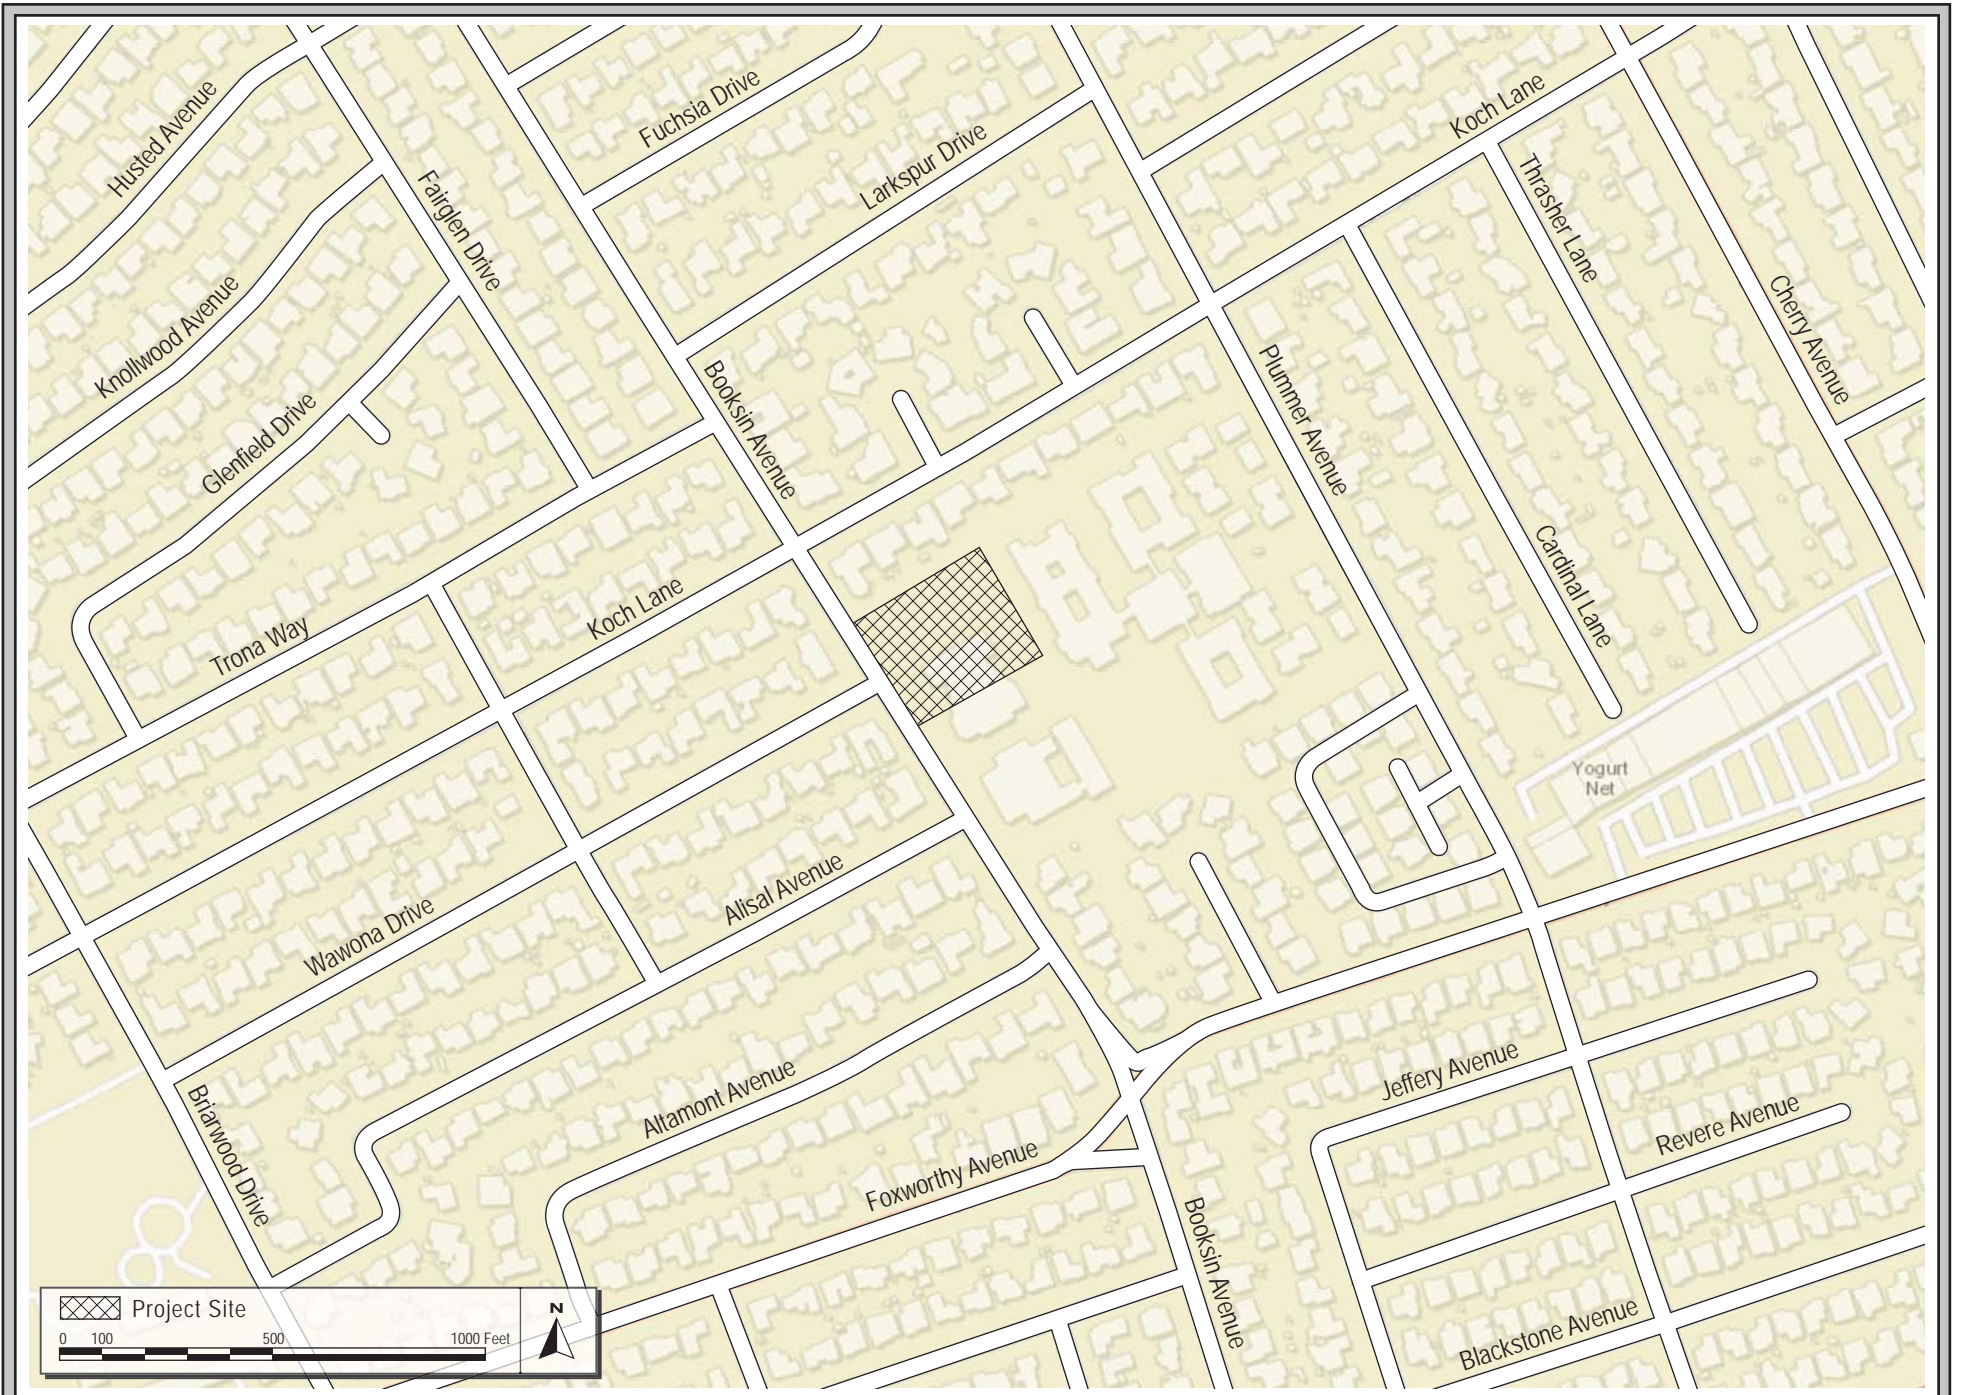 Husted Avenue
Fuchsia Drive
Koch Lane
Larkspur Drive
Fairglen Drive
Thrasher Lane
Knollwood Avenue
Cherry Avenue
Glenfield Drive
Booksin Avenue
Plummer Avenue
Koch Lane
Cardinal Lane
Trona Way
Yogurt
Net
Alisal Avenue
Wawona Drive
Altamont Avenue
Jeffery Avenue
Briarwood Drive
Revere Avenue
Foxworthy Avenue
Booksin Avenue
Blackstone Avenue
Project Site
0 100 500 1000 Feet
N